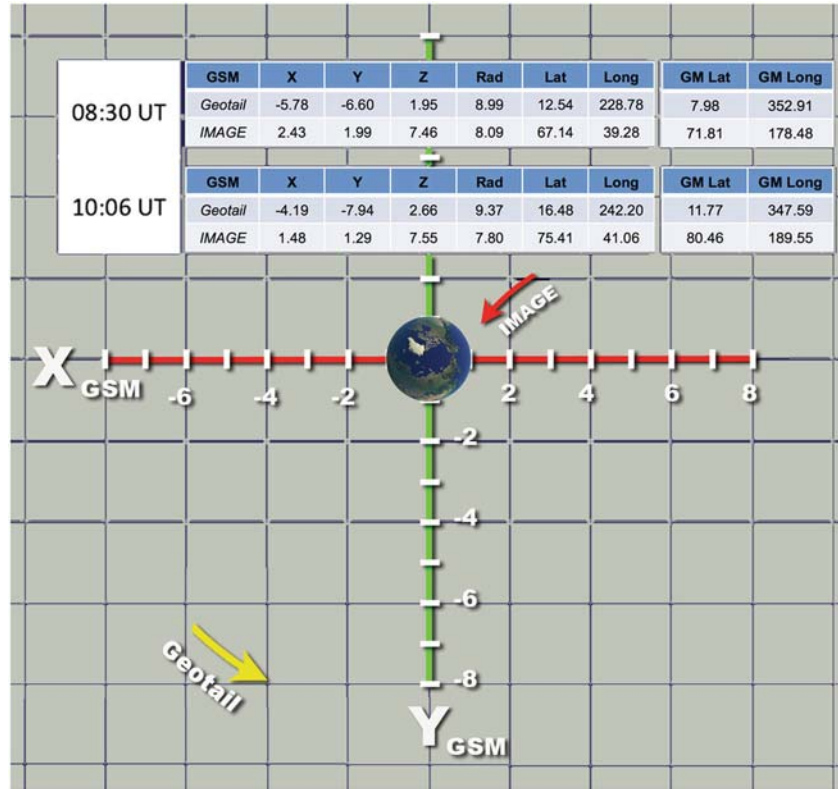 GSM X Y Z Rad Lat Long GM Lat GM Long
08:30 UT Geotail -5.78 -6.60 1.95 8.99 12.54 228.78 7.98 352.91
IMAGE 2.43 1.99 7.46 8.09 67.14 39.28 71.81 178.48
GSM X Y Z Rad Lat Long GM Lat GM Long
10:06 UT Geotail -4.19 -7.94 2.66 9.37 16.48 242.20 11.77 347.59
IMAGE 1.48 1.29 7.55 7.80 75.41 41.06 80.46 189.55
IMAGE
X GSM
-6 -4 -2 2 4 6 8
-2
-4
-6
Geotail
-8
Y GSM